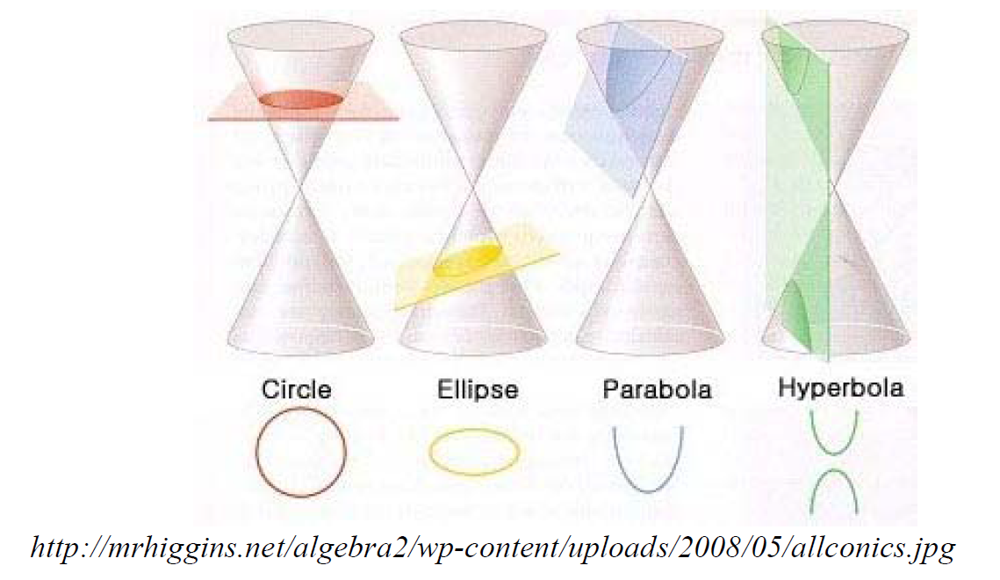 Circle Ellipse Parabola Hyperbola
http://mrhiggins.net/algebra2/wp-content/uploads/2008/05/allconics.jpg